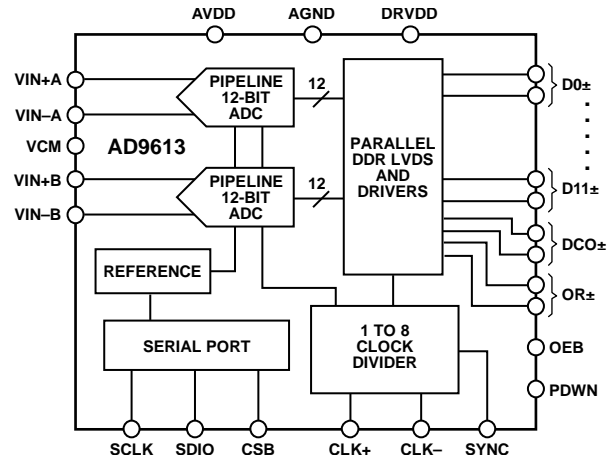 AVDD AGND DRVDD
VIN+A
VIN–A
VCM
VIN+B
VIN–B
AD9613
PIPELINE
12-BIT
ADC
12
PIPELINE
12-BIT
ADC
12
PARALLEL
DDR LVDS
AND
DRIVERS
D0±
D11±
DCO±
OR±
OEB
PDWN
REFERENCE
SERIAL PORT
1 TO 8
CLOCK
DIVIDER
SCLK SDIO CSB CLK+ CLK– SYNC